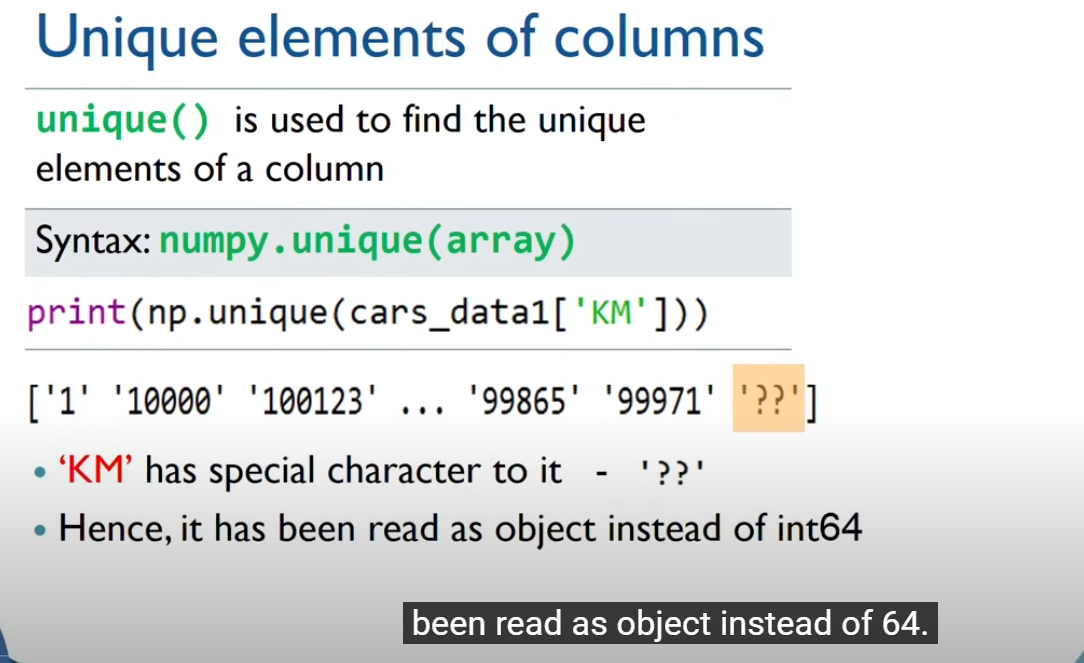 Unique elements of columns
unique() is used to find the unique
elements of a column
Syntax: numpy.unique(array)
print(np.unique(cars_data1['KM']))
['1' '10000' '100123' ... '99865' '99971' '??']
• ‘KM’ has special character to it - '??'
• Hence, it has been read as object instead of int64
been read as object instead of 64.